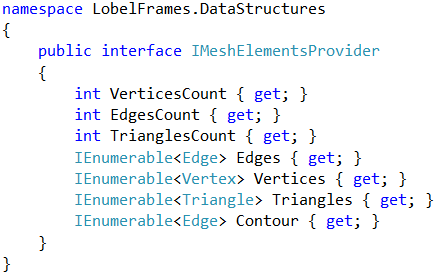 namespace LobelFrames.DataStructures
{
    public interface IMeshElementsProvider
    {
        int VerticesCount { get; }
        int EdgesCount { get; }
        int TrianglesCount { get; }
        IEnumerable<Edge> Edges { get; }
        IEnumerable<Vertex> Vertices { get; }
        IEnumerable<Triangle> Triangles { get; }
        IEnumerable<Edge> Contour { get; }
    }
}